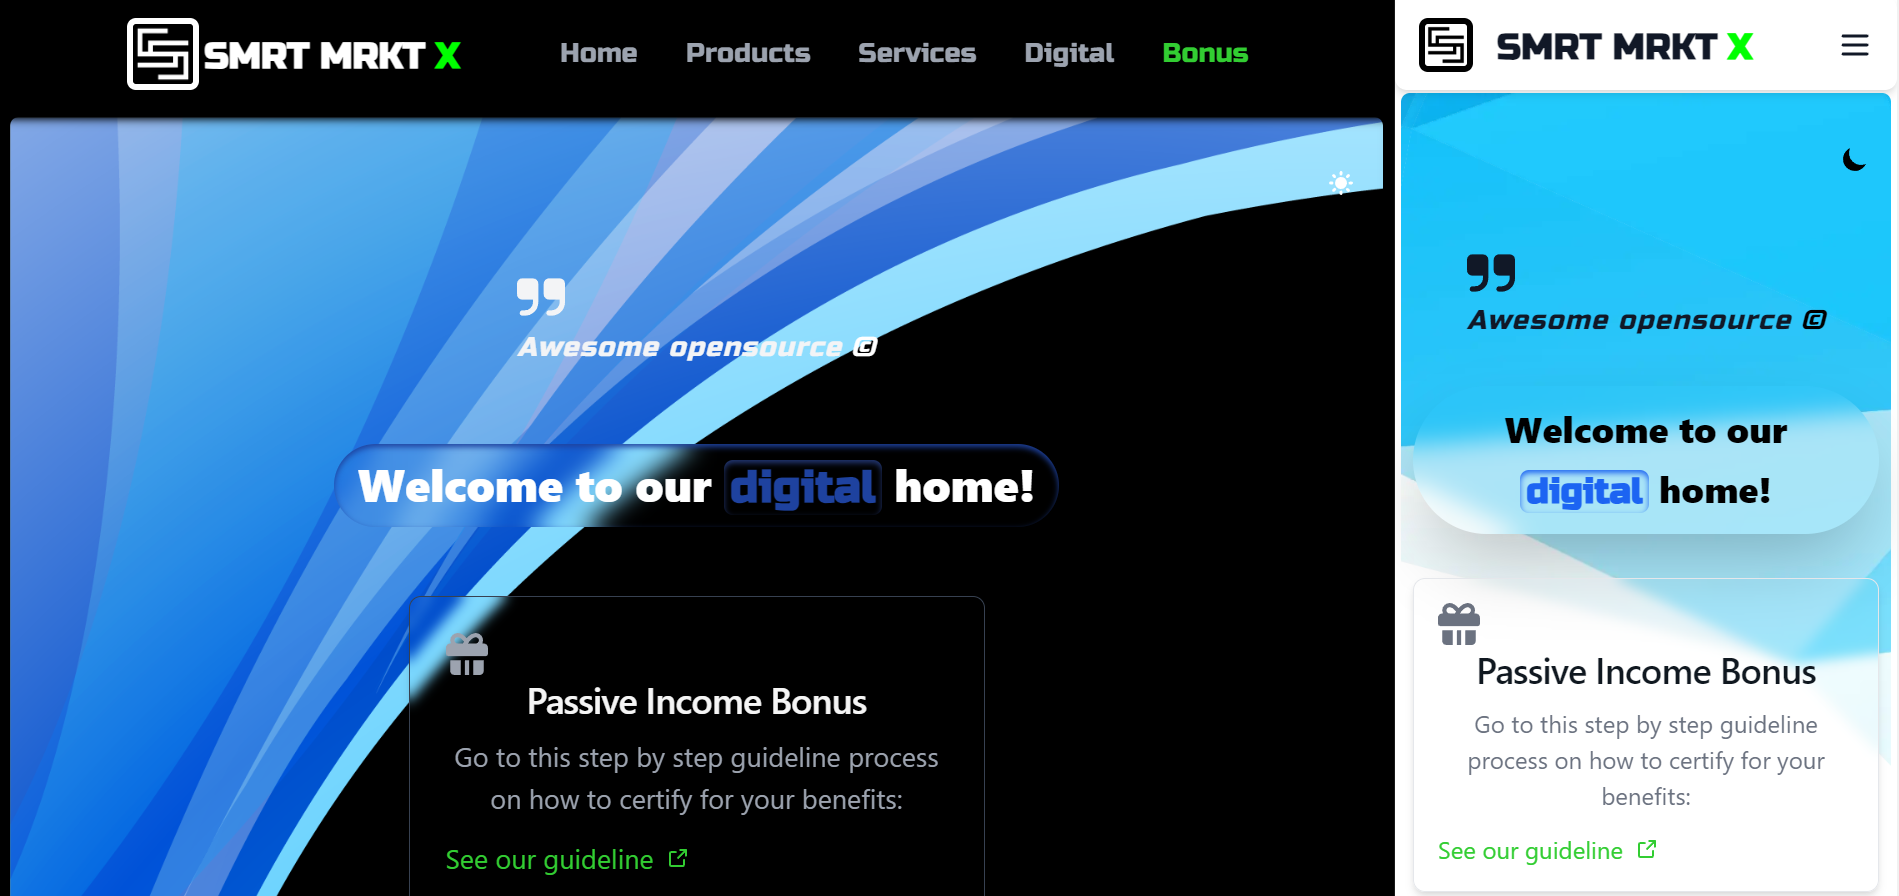 SMRT MRKT X
Home Products Services Digital Bonus
Awesome opensource ©
Welcome to our digital home!
Passive Income Bonus
Go to this step by step guideline process
on how to certify for your benefits:
See our guideline
SMRT MRKT X
Awesome opensource ©
Welcome to our
digital home!
Passive Income Bonus
Go to this step by step guideline
process on how to certify for your
benefits:
See our guideline